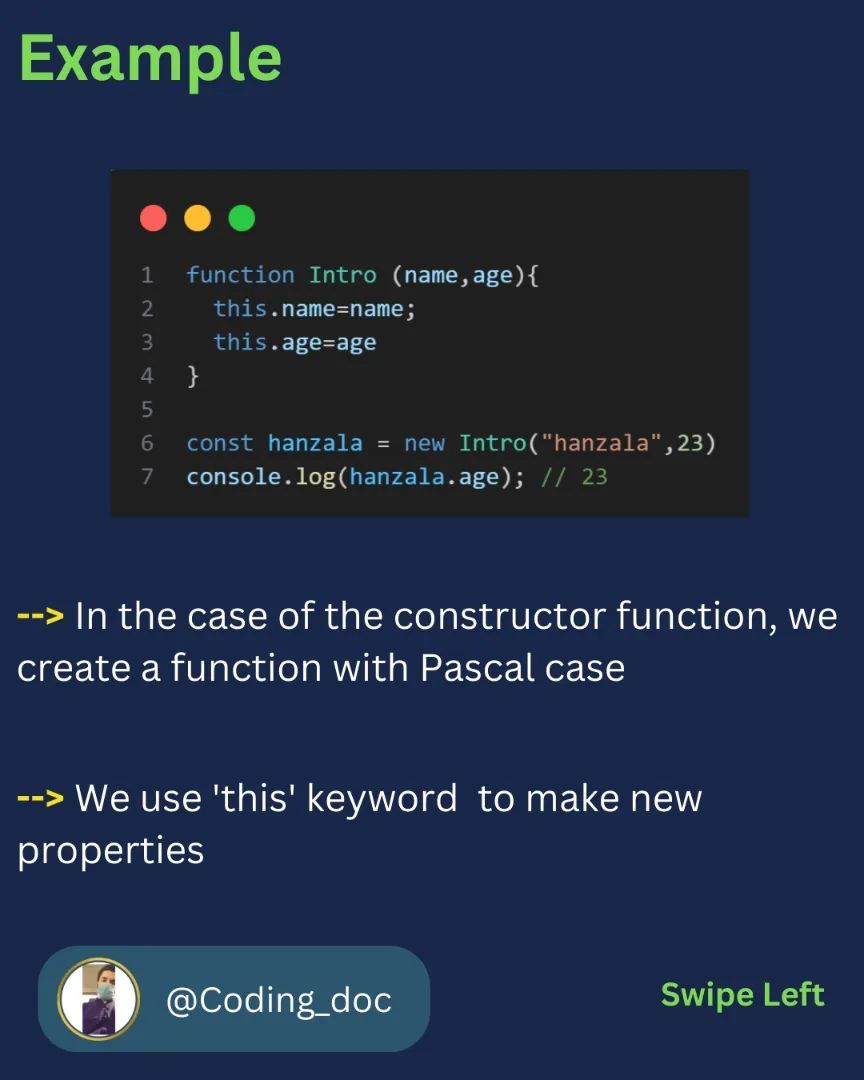 Example
1 function Intro (name,age){
2   this.name=name;
3   this.age=age
4 }
5
6 const hanzala = new Intro("hanzala",23)
7 console.log(hanzala.age); // 23
--> In the case of the constructor function, we
create a function with Pascal case
--> We use 'this' keyword  to make new
properties
@Coding_doc
Swipe Left